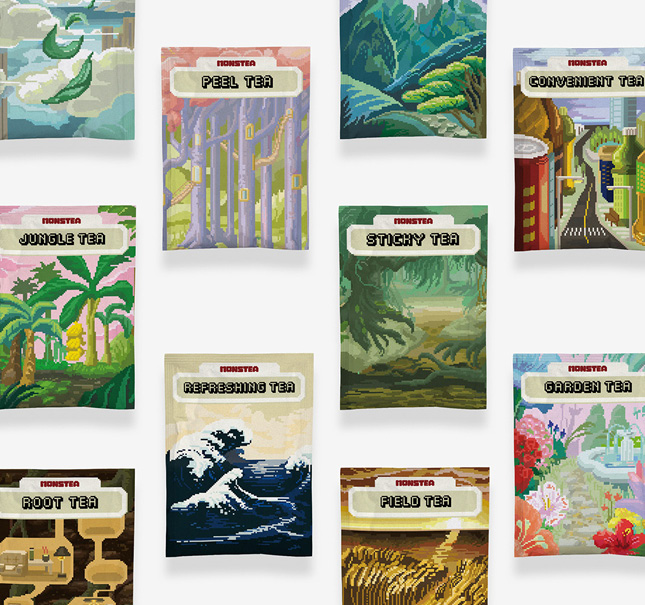 MONSTEA
PEEL TEA
MONSTEA
CONVENIENT TEA
MONSTEA
JUNGLE TEA
MONSTEA
STICKY TEA
MONSTEA
REFRESHING TEA
MONSTEA
GARDEN TEA
MONSTEA
ROOT TEA
MONSTEA
FIELD TEA